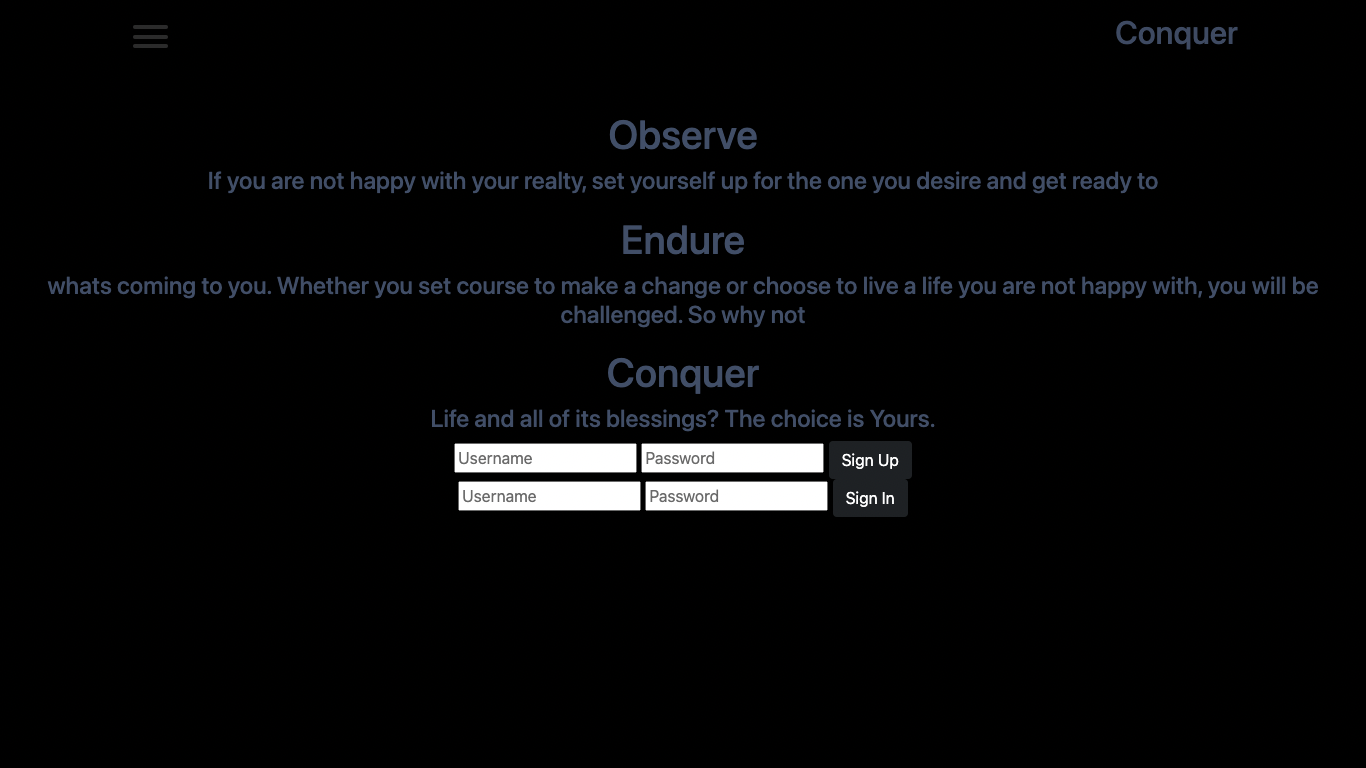 Conquer
Observe
If you are not happy with your realty, set yourself up for the one you desire and get ready to
Endure
whats coming to you. Whether you set course to make a change or choose to live a life you are not happy with, you will be
challenged. So why not
Conquer
Life and all of its blessings? The choice is Yours.
Username Password Sign Up
Username Password Sign In